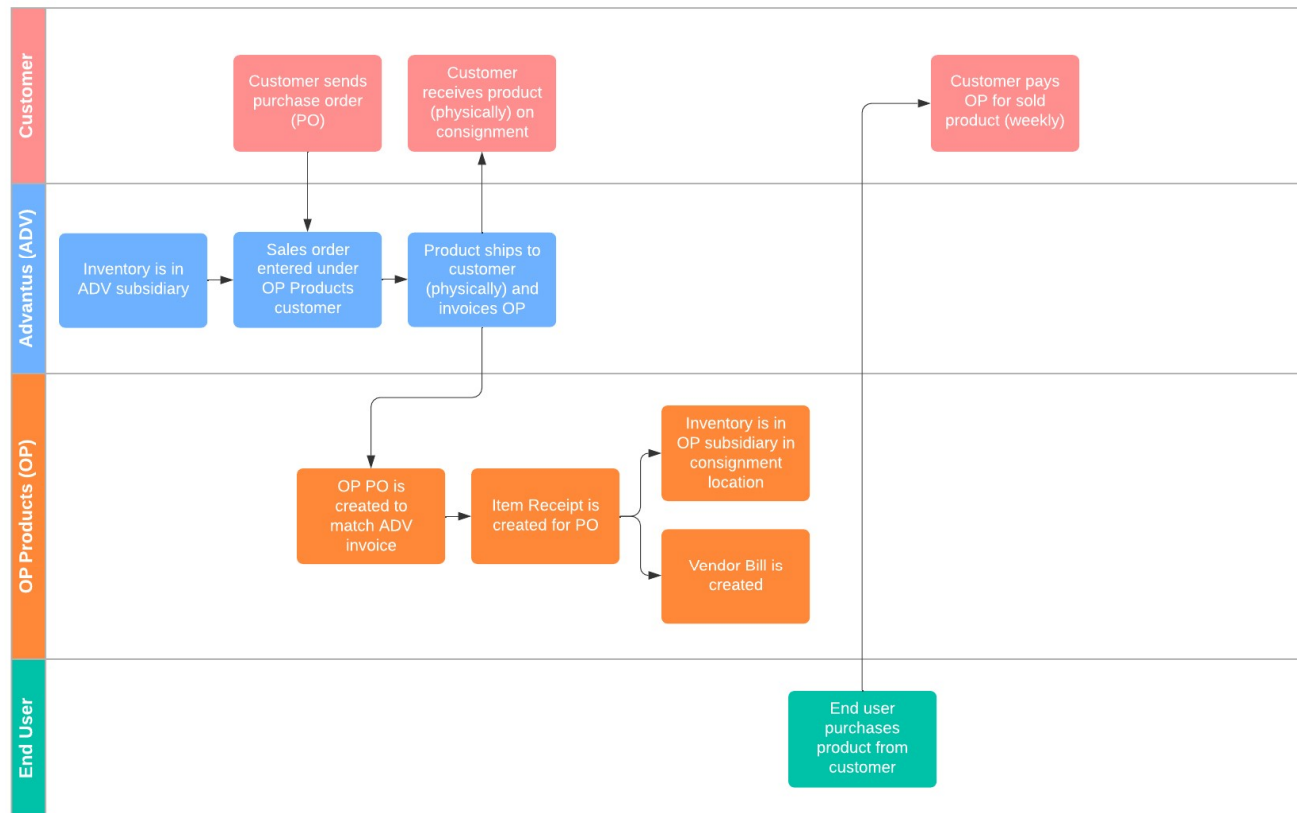 Customer
Customer sends
purchase order
(PO)
Customer
receives product
(physically) on
consignment
Customer pays
OP for sold
product (weekly)
Advantus (ADV)
Inventory is in
ADV subsidiary
Sales order
entered under
OP Products
customer
Product ships to
customer
(physically) and
invoices OP
OP Products (OP)
OP PO is
created to
match ADV
invoice
Item Receipt is
created for PO
Inventory is in
OP subsidiary in
consignment
location
Vendor Bill is
created
End User
End user
purchases
product from
customer